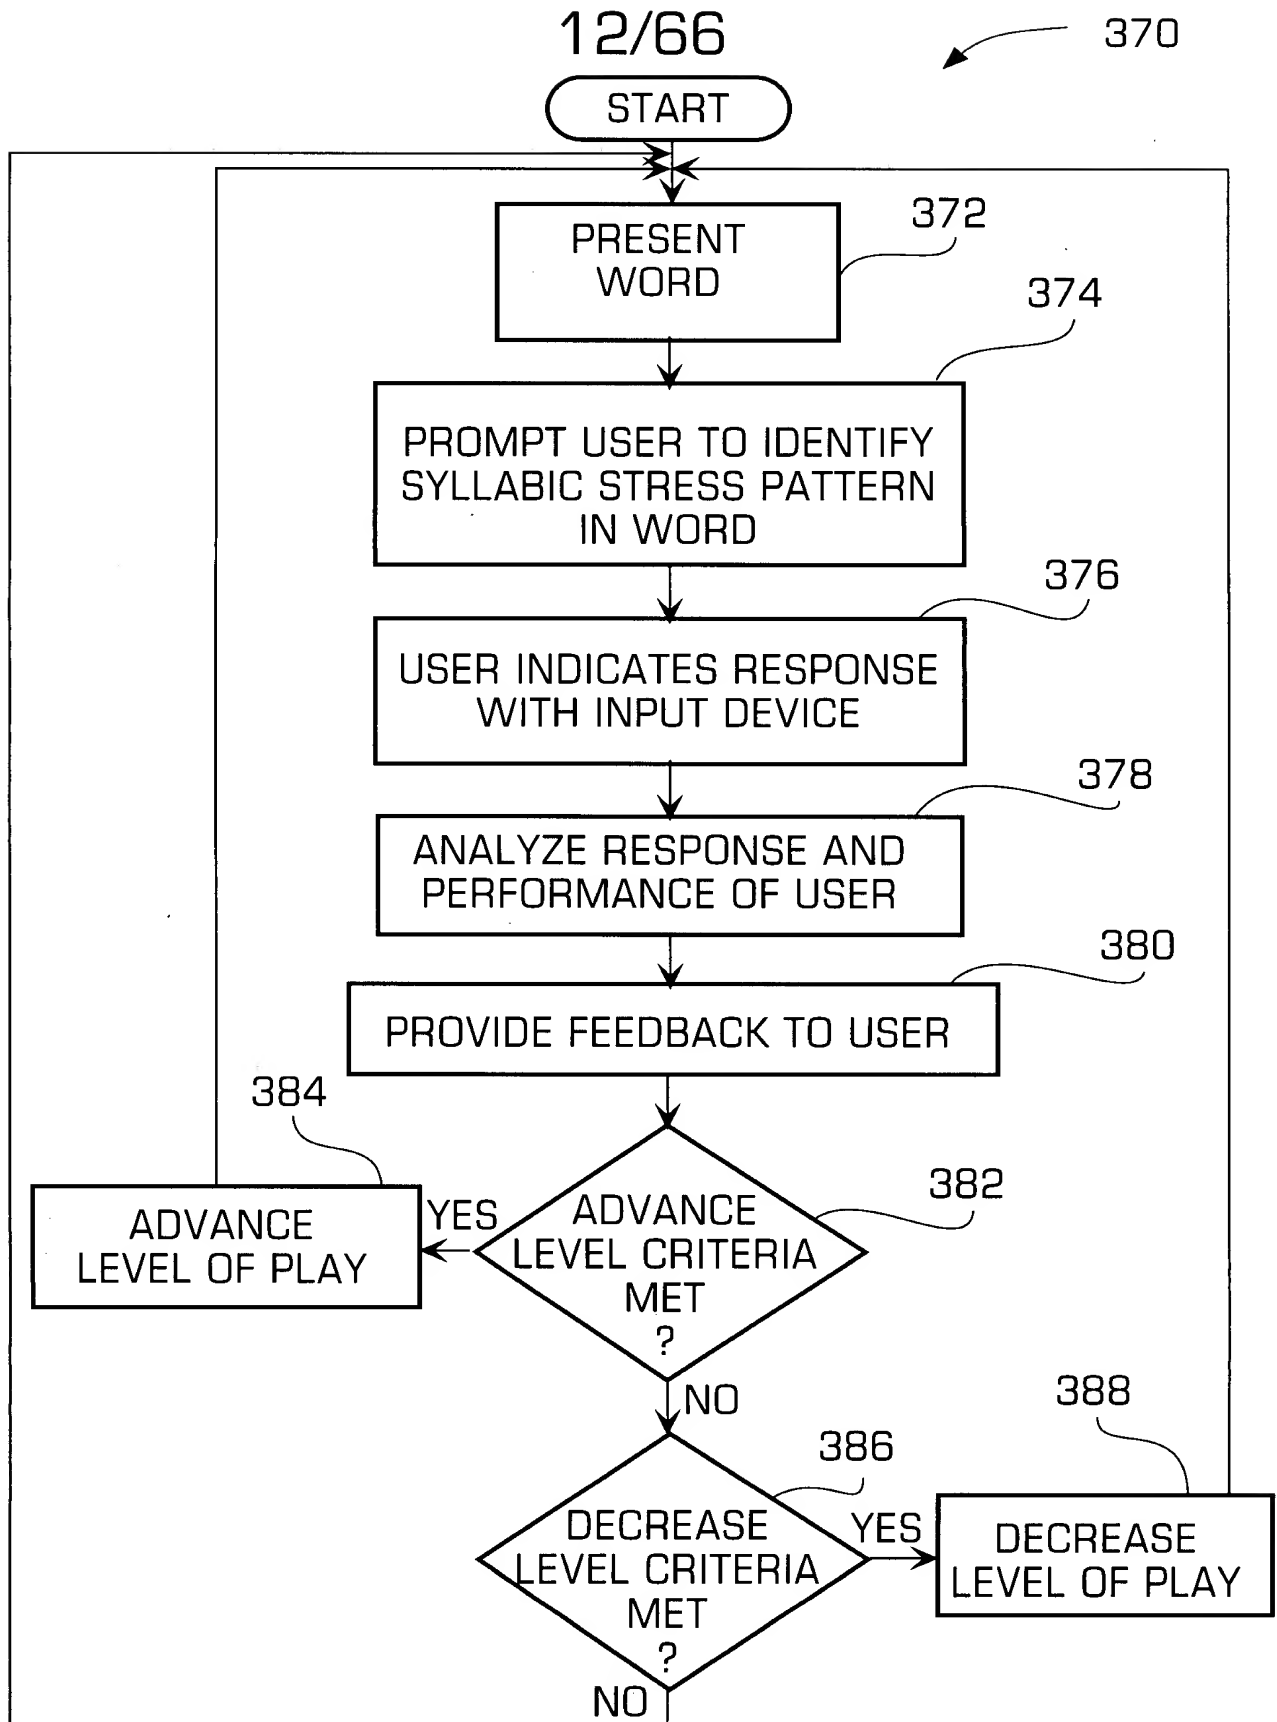 12/66
370
START
372
PRESENT
WORD
374
PROMPT USER TO IDENTIFY
SYLLABIC STRESS PATTERN
IN WORD
376
USER INDICATES RESPONSE
WITH INPUT DEVICE
378
ANALYZE RESPONSE AND
PERFORMANCE OF USER
380
PROVIDE FEEDBACK TO USER
384
382
ADVANCE
LEVEL OF PLAY
YES
ADVANCE
LEVEL CRITERIA
MET
?
NO
388
386
DECREASE
LEVEL CRITERIA
MET
?
YES
DECREASE
LEVEL OF PLAY
NO